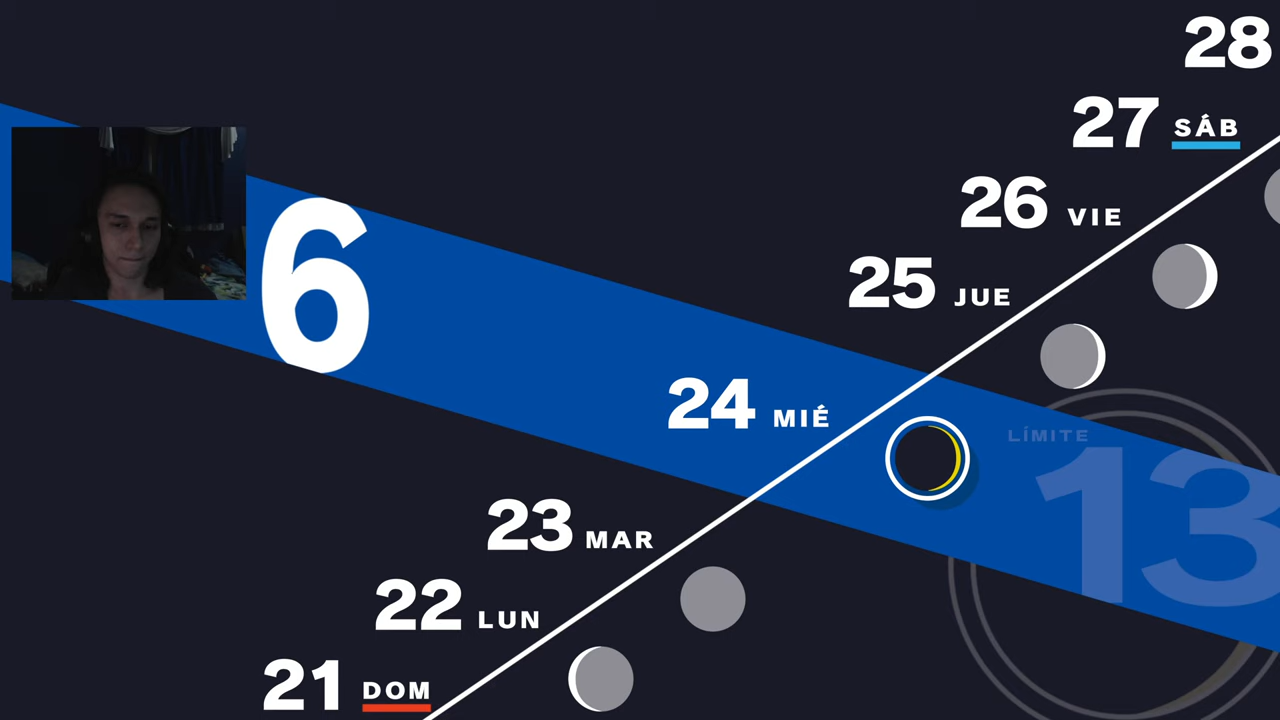 28
27 SÁB
26 VIE
25 JUE
6
24 MIÉ
LÍMITE
13
23 MAR
22 LUN
21 DOM